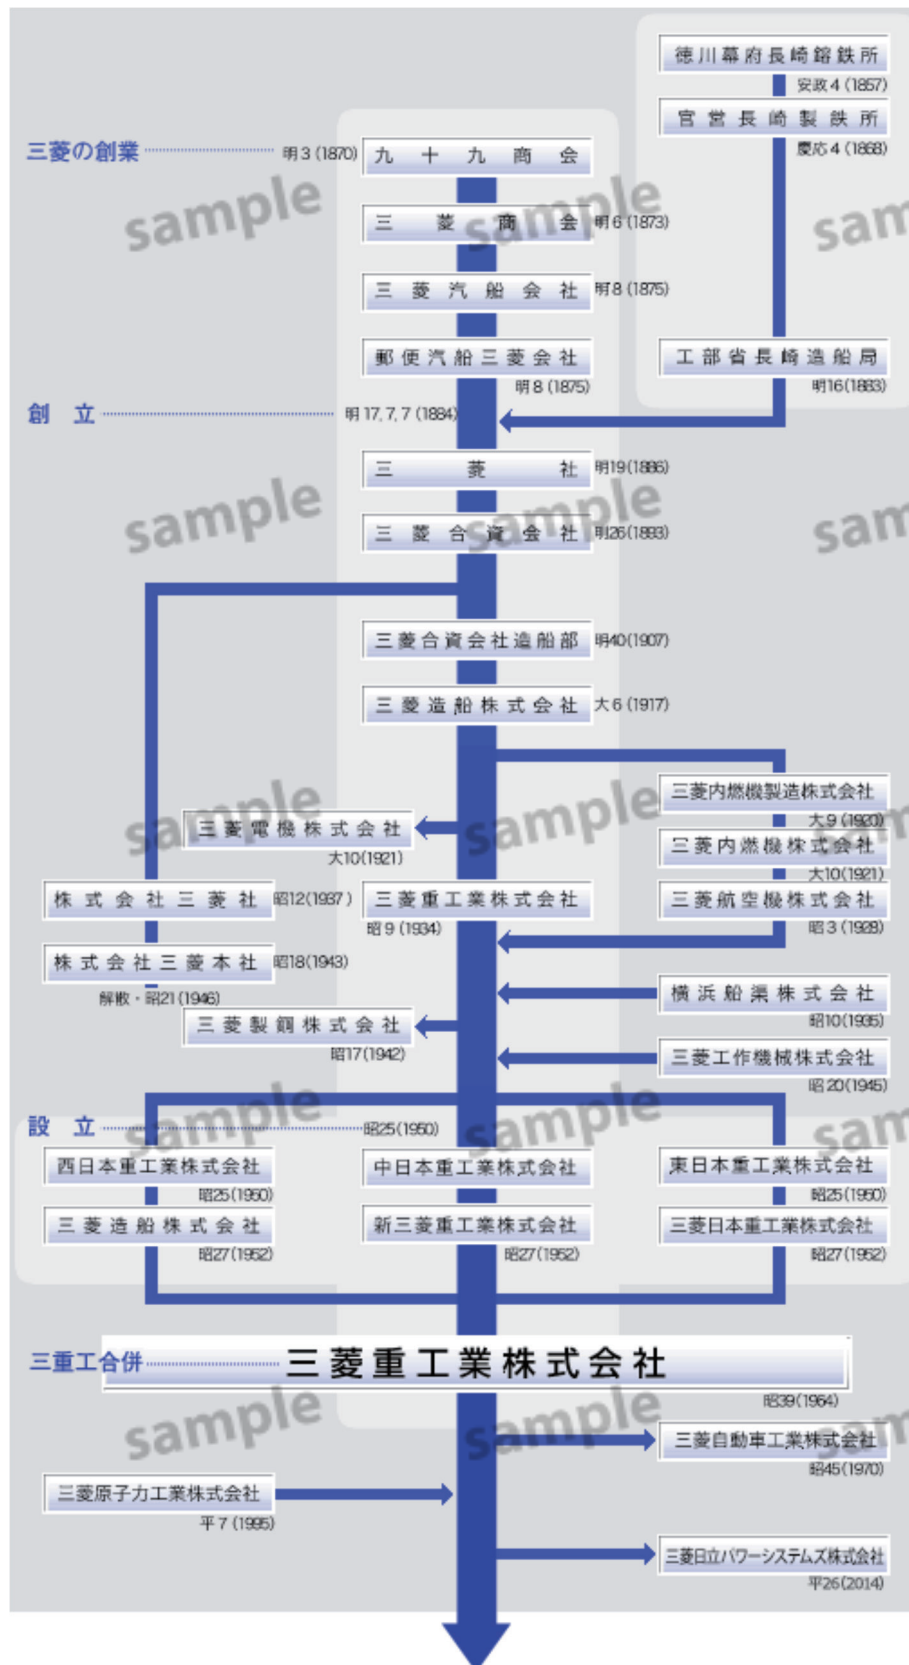 徳川幕府長崎鎔鉄所
安政4(1857)
官営長崎製鉄所
慶応4(1868)
三菱の創業
明3(1870)
九十九商会
三菱商会
明6(1873)
三菱汽船会社
明8(1875)
郵便汽船三菱会社
明8(1875)
工部省長崎造船局
明16(1883)
創立
明17,7,7(1884)
三菱社
明19(1886)
三菱合資会社
明26(1893)
三菱合資会社造船部
明40(1907)
三菱造船株式会社
大6(1917)
三菱内燃機製造株式会社
大9(1920)
三菱電機株式会社
大10(1921)
三菱内燃機株式会社
大10(1921)
株式会社三菱社
昭12(1937)
三菱重工業株式会社
昭9(1934)
三菱航空機株式会社
昭3(1928)
株式会社三菱本社
昭18(1943)
解散・昭21(1946)
横浜船渠株式会社
昭10(1935)
三菱製鋼株式会社
昭17(1942)
三菱工作機械株式会社
昭20(1945)
設立
昭25(1950)
西日本重工業株式会社
昭25(1950)
中日本重工業株式会社
東日本重工業株式会社
昭25(1950)
三菱造船株式会社
昭27(1952)
新三菱重工業株式会社
昭27(1952)
三菱日本重工業株式会社
昭27(1952)
三重工合併
三菱重工業株式会社
昭39(1964)
三菱自動車工業株式会社
昭45(1970)
三菱原子力工業株式会社
平7(1995)
三菱日立パワーシステムズ株式会社
平26(2014)
sample
sample
sam
sample
sample
sam
sample
sample
sam
sample
sample
sam
sample
sample
sam